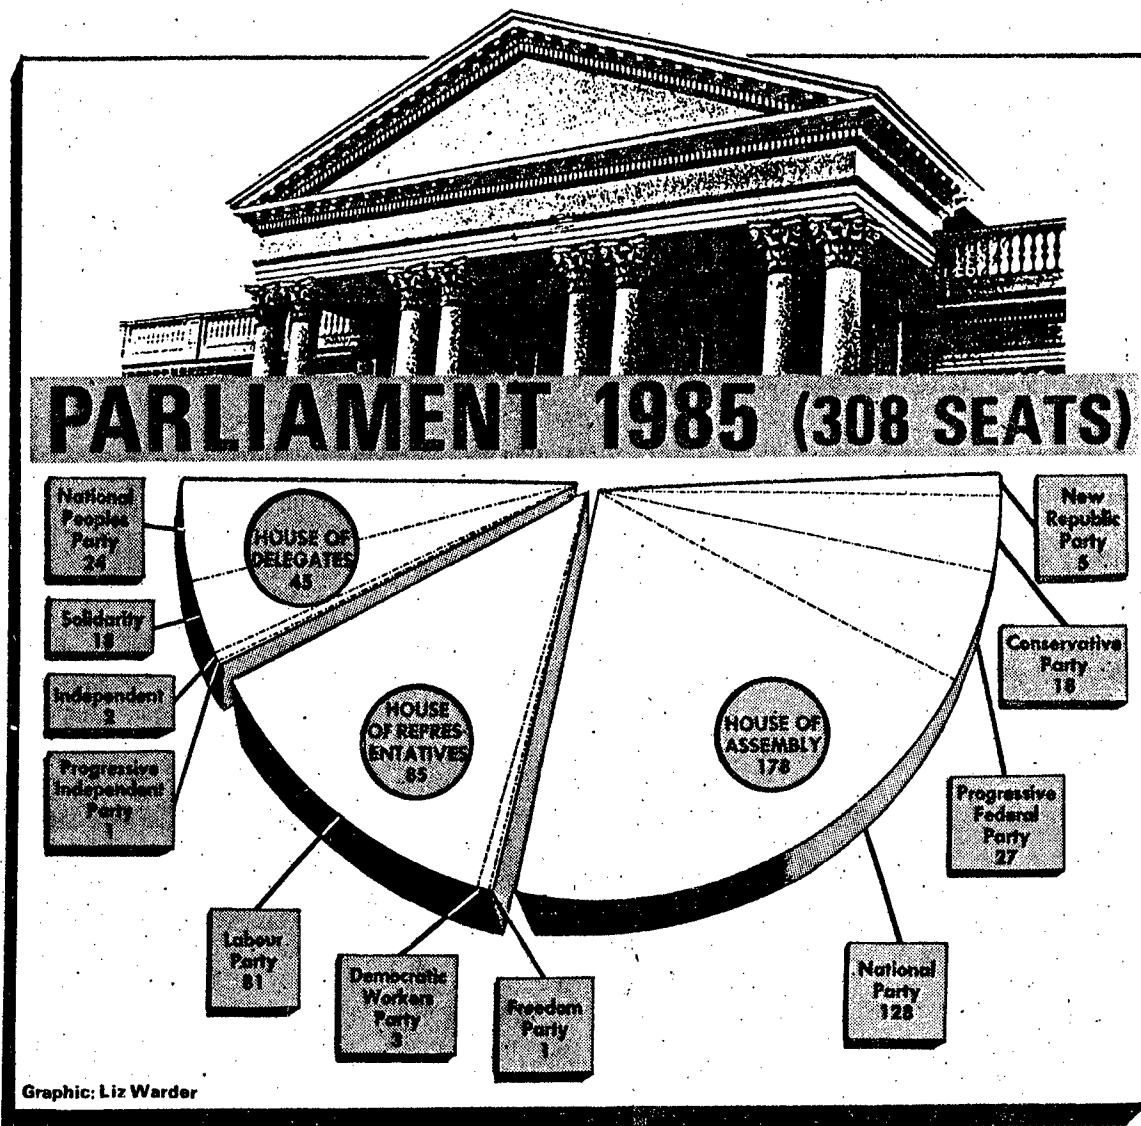 PARLIAMENT 1985 (308 SEATS)
National
Peoples
Party
24
Solidarity
18
Independent
2
Progressive
Independent
Party
1
HOUSE OF
DELEGATES
45
HOUSE
OF REPRES-
ENTATIVES
85
HOUSE OF
ASSEMBLY
178
New
Republic
Party
5
Conservative
Party
18
Progressive
Federal
Party
27
National
Party
128
Labour
Party
81
Democratic
Workers
Party
3
Freedom
Party
1
Graphic: Liz Warder